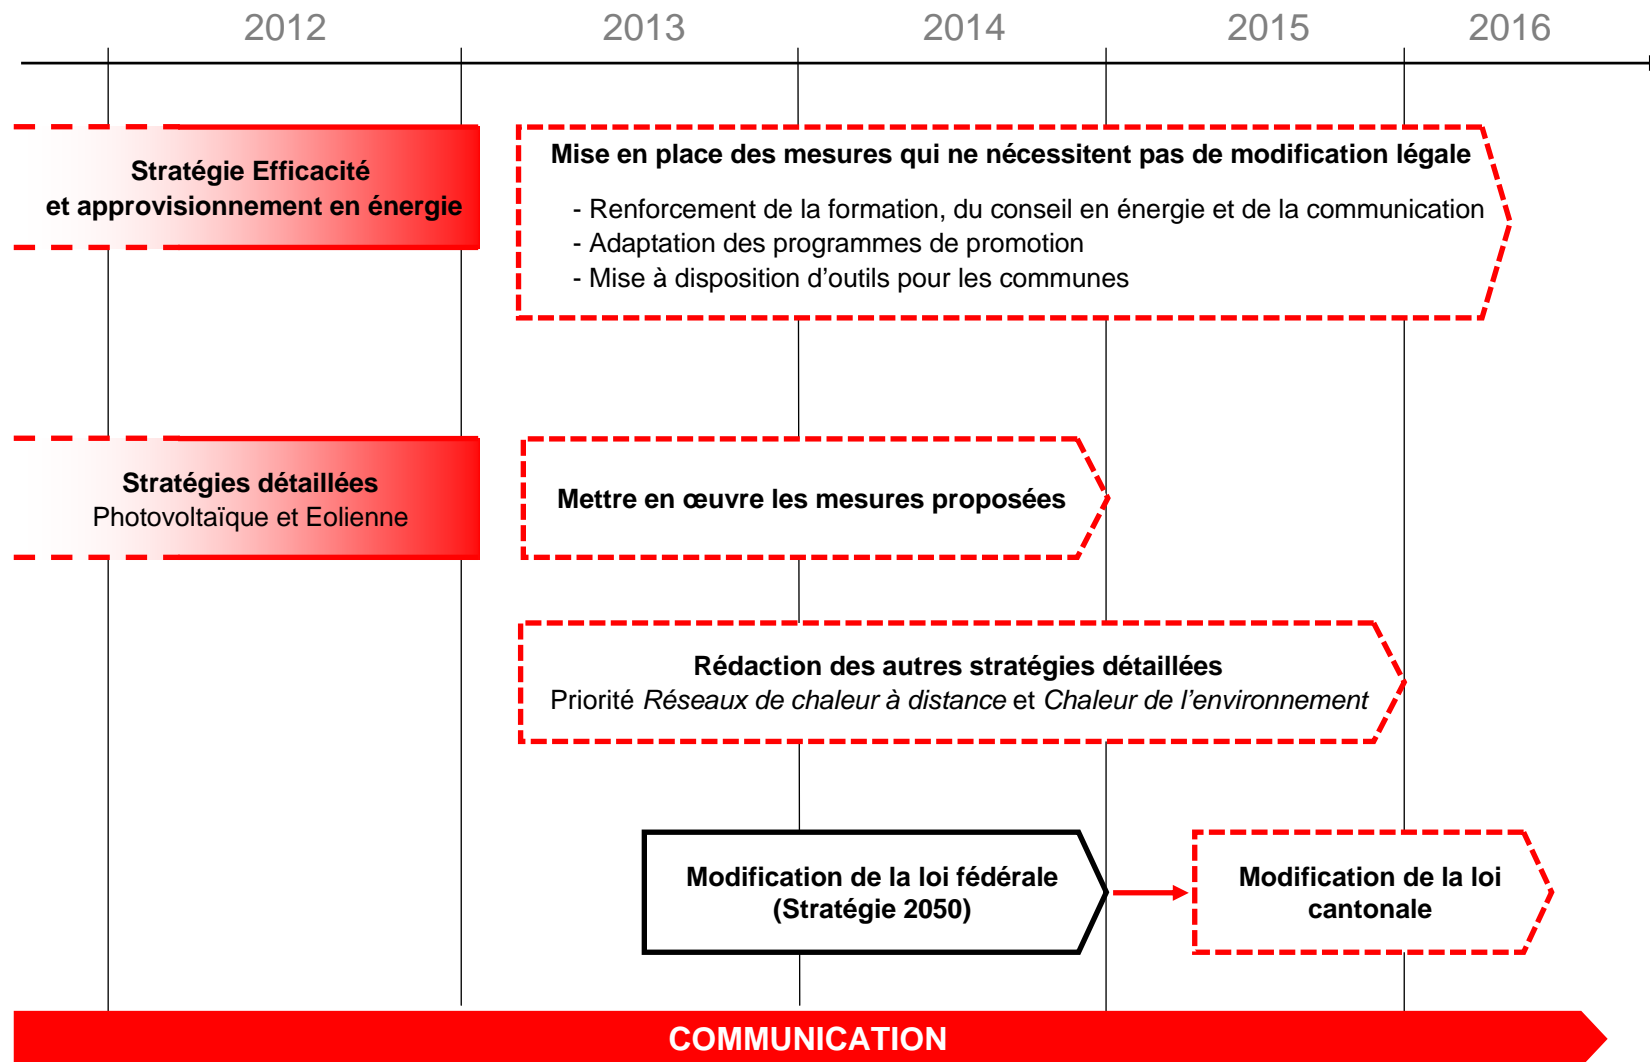 2012 2013 2014 2015 2016
Stratégie Efficacité
et approvisionnement en énergie
Mise en place des mesures qui ne nécessitent pas de modification légale
- Renforcement de la formation, du conseil en énergie et de la communication
- Adaptation des programmes de promotion
- Mise à disposition d’outils pour les communes
Stratégies détaillées
Photovoltaïque et Eolienne
Mettre en œuvre les mesures proposées
Rédaction des autres stratégies détaillées
Priorité Réseaux de chaleur à distance et Chaleur de l’environnement
Modification de la loi fédérale
(Stratégie 2050)
Modification de la loi
cantonale
COMMUNICATION